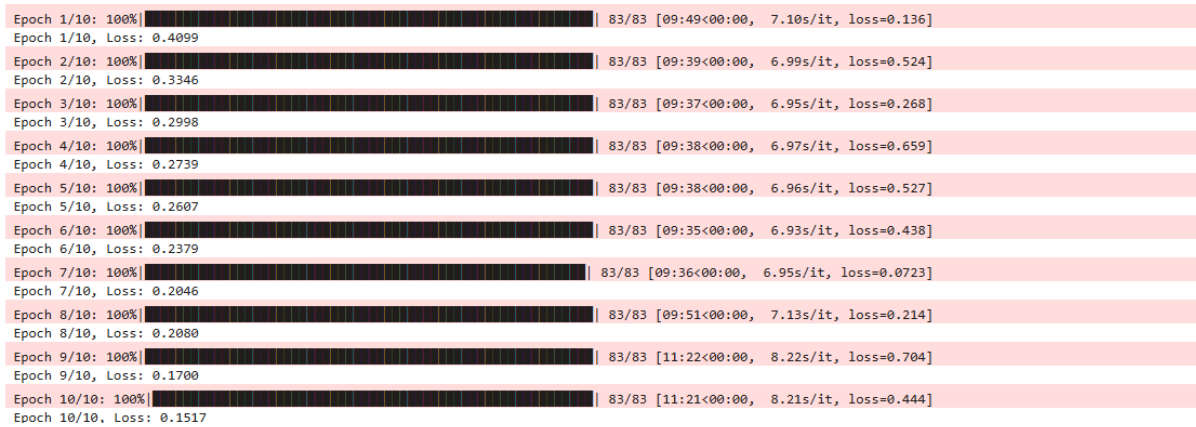 Epoch 1/10: 100%|██████████| 83/83 [09:49<00:00,  7.10s/it, loss=0.136]
Epoch 1/10, Loss: 0.4099
Epoch 2/10: 100%|██████████| 83/83 [09:39<00:00,  6.99s/it, loss=0.524]
Epoch 2/10, Loss: 0.3346
Epoch 3/10: 100%|██████████| 83/83 [09:37<00:00,  6.95s/it, loss=0.268]
Epoch 3/10, Loss: 0.2998
Epoch 4/10: 100%|██████████| 83/83 [09:38<00:00,  6.97s/it, loss=0.659]
Epoch 4/10, Loss: 0.2739
Epoch 5/10: 100%|██████████| 83/83 [09:38<00:00,  6.96s/it, loss=0.527]
Epoch 5/10, Loss: 0.2607
Epoch 6/10: 100%|██████████| 83/83 [09:35<00:00,  6.93s/it, loss=0.438]
Epoch 6/10, Loss: 0.2379
Epoch 7/10: 100%|██████████| 83/83 [09:36<00:00,  6.95s/it, loss=0.0723]
Epoch 7/10, Loss: 0.2046
Epoch 8/10: 100%|██████████| 83/83 [09:51<00:00,  7.13s/it, loss=0.214]
Epoch 8/10, Loss: 0.2080
Epoch 9/10: 100%|██████████| 83/83 [11:22<00:00,  8.22s/it, loss=0.704]
Epoch 9/10, Loss: 0.1700
Epoch 10/10: 100%|██████████| 83/83 [11:21<00:00,  8.21s/it, loss=0.444]
Epoch 10/10, Loss: 0.1517